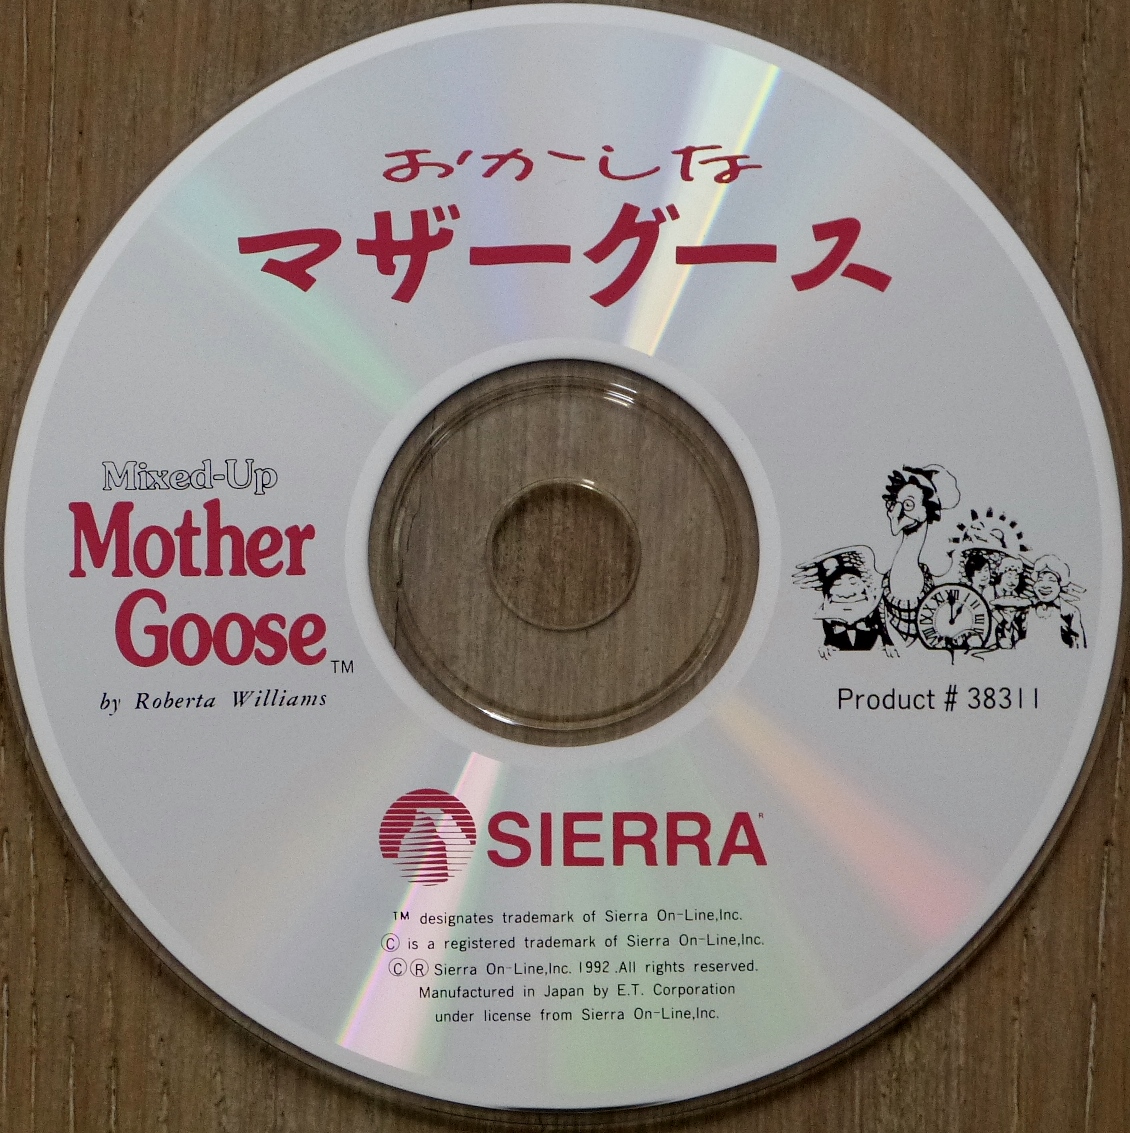 おかしな
マザーグース
Mixed-Up
Mother
Goose™
by Roberta Williams
Product # 38311
SIERRA®
™ designates trademark of Sierra On-Line,Inc.
Ⓒ is a registered trademark of Sierra On-Line,Inc.
ⒸⓇ Sierra On-Line,Inc. 1992 .All rights reserved.
Manufactured in Japan by E.T. Corporation
under license from Sierra On-Line,Inc.